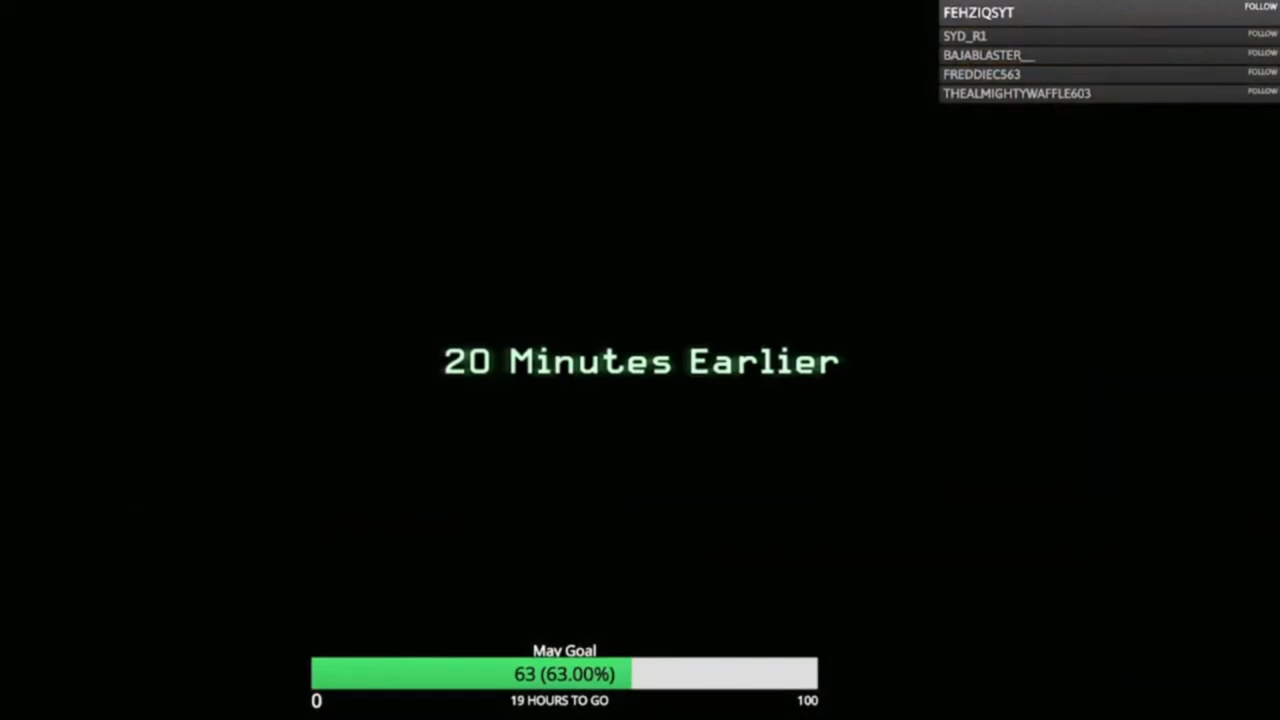 FEHZIQSYT FOLLOW
SYD_R1 FOLLOW
BAJABLASTER__ FOLLOW
FREDDIEC563 FOLLOW
THEALMIGHTYWAFFLE603 FOLLOW
20 Minutes Earlier
May Goal
63 (63.00%)
0 19 HOURS TO GO 100